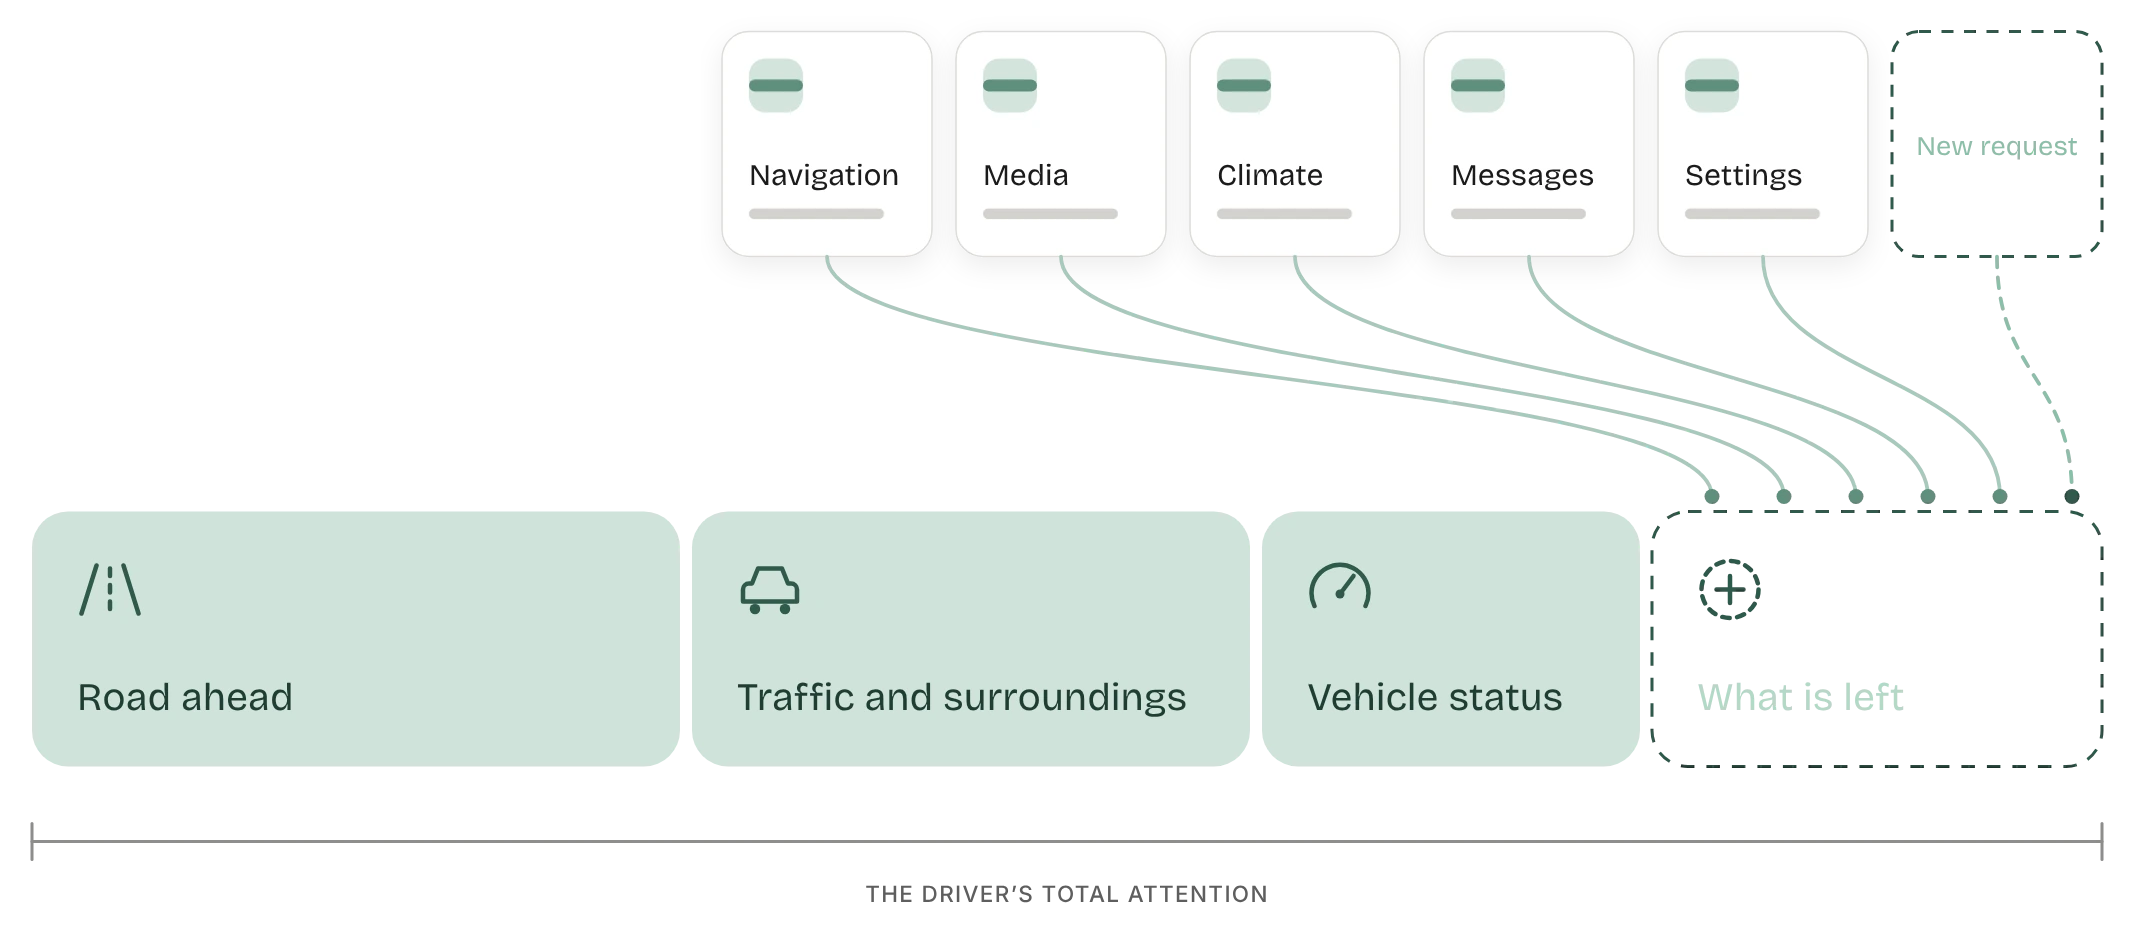 Navigation
Media
Climate
Messages
Settings
New request
Road ahead
Traffic and surroundings
Vehicle status
What is left
THE DRIVER’S TOTAL ATTENTION